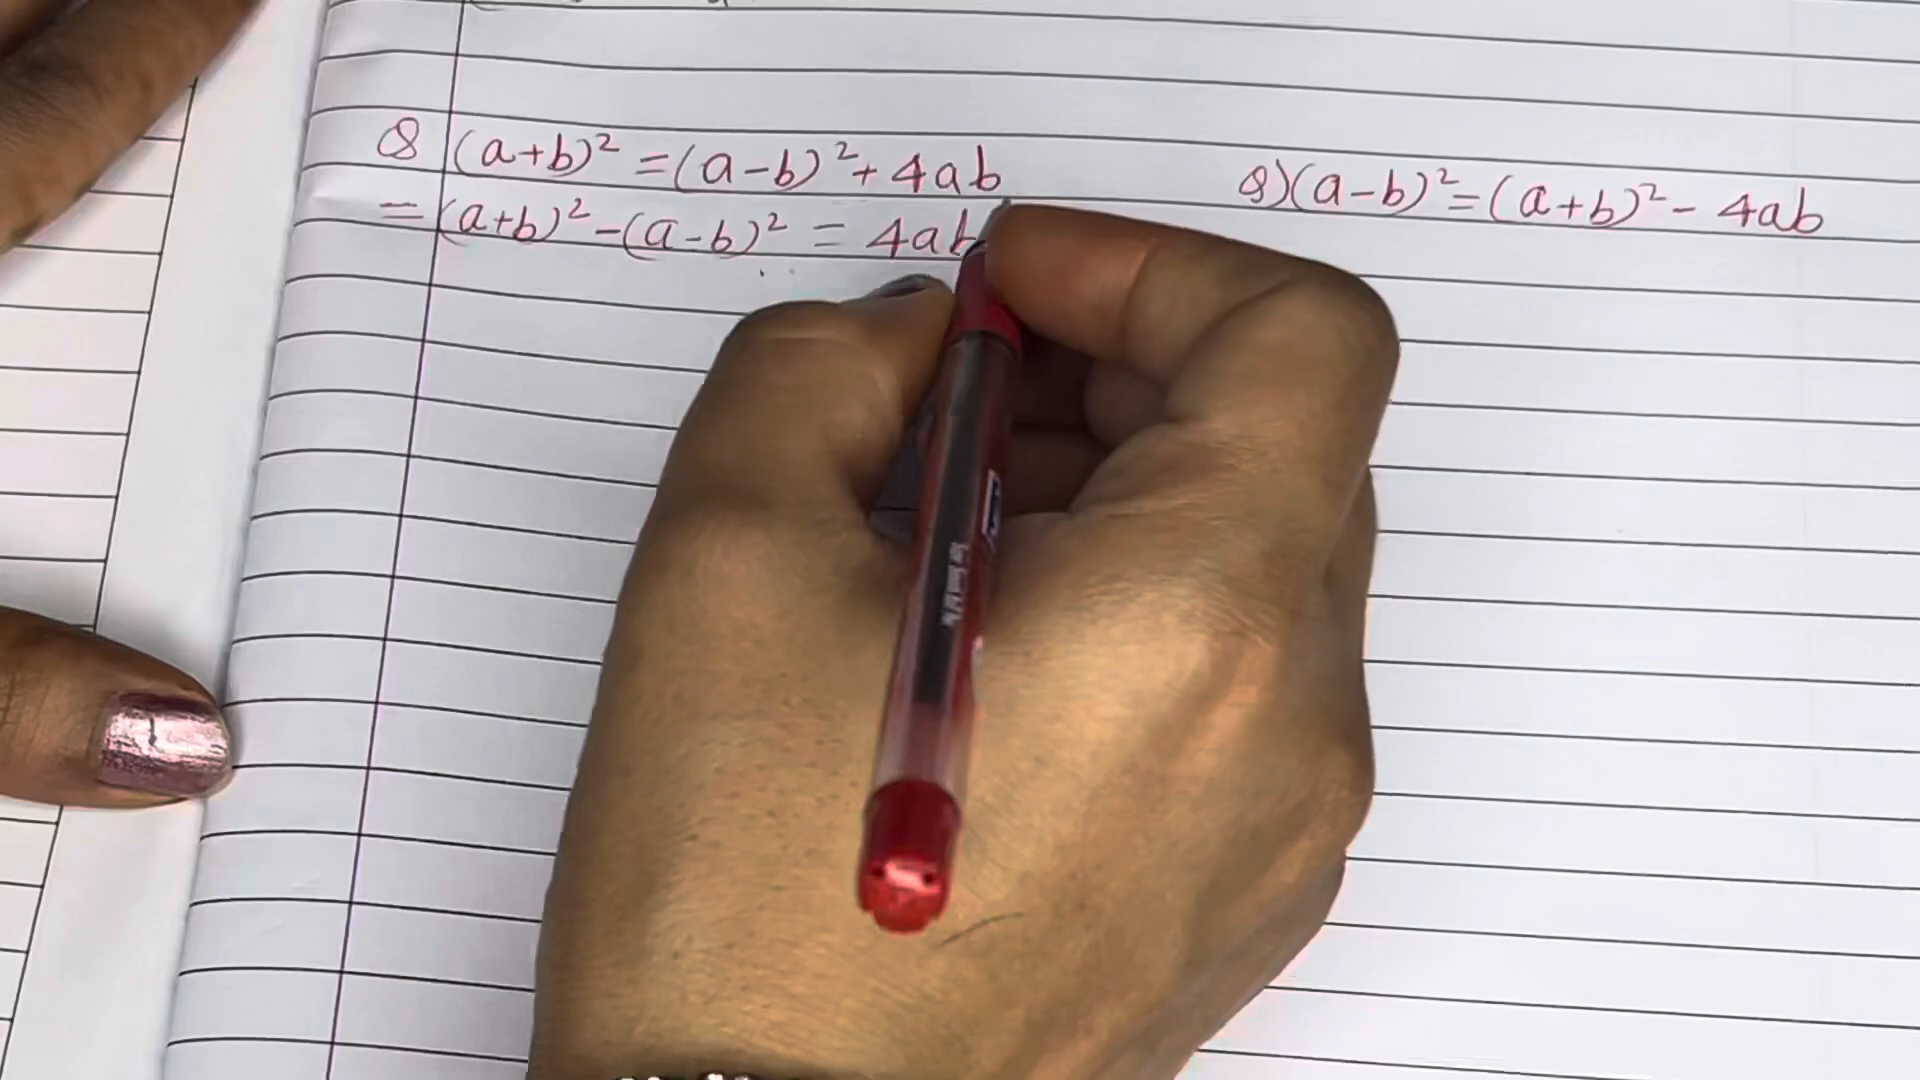 8 (a+b)² = (a-b)² + 4ab
= (a+b)² - (a-b)² = 4ab
9) (a-b)² = (a+b)² - 4ab